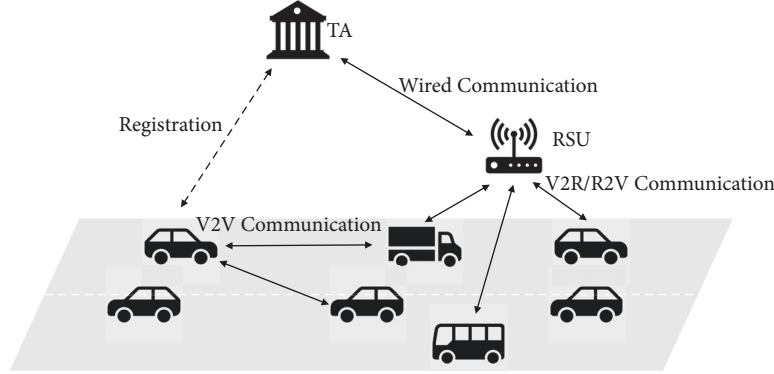 TA
Wired Communication
Registration
RSU
V2R/R2V Communication
V2V Communication